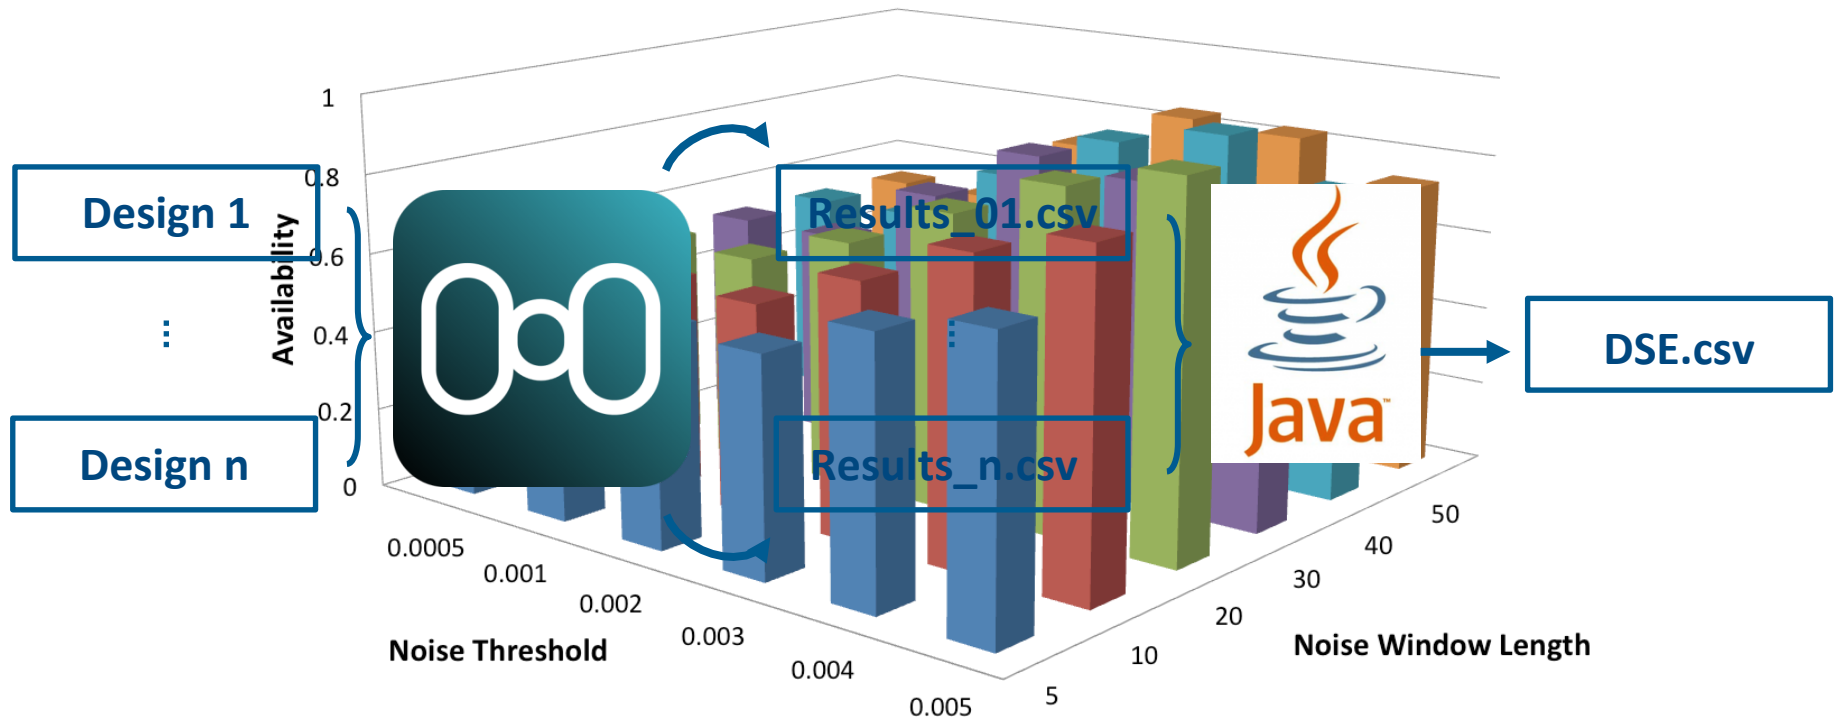 1
0.8
0.6
0.4
0.2
0
Availability
Design 1
⋮
Design n
Results_01.csv
⋮
Results_n.csv
Java™
DSE.csv
0.0005
0.001
0.002
0.003
0.004
0.005
Noise Threshold
5
10
20
30
40
50
Noise Window Length